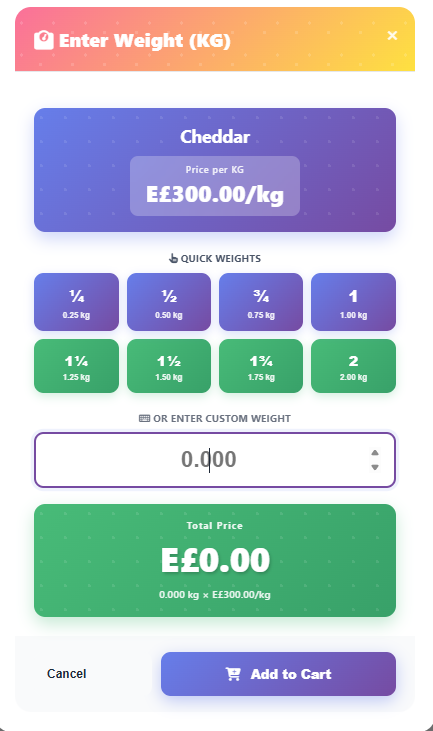 Enter Weight (KG)
×
Cheddar
Price per KG
E£300.00/kg
QUICK WEIGHTS
¼ ½ ¾ 1
0.25 kg 0.50 kg 0.75 kg 1.00 kg
1¼ 1½ 1¾ 2
1.25 kg 1.50 kg 1.75 kg 2.00 kg
OR ENTER CUSTOM WEIGHT
0.000
Total Price
E£0.00
0.000 kg × E£300.00/kg
Cancel Add to Cart